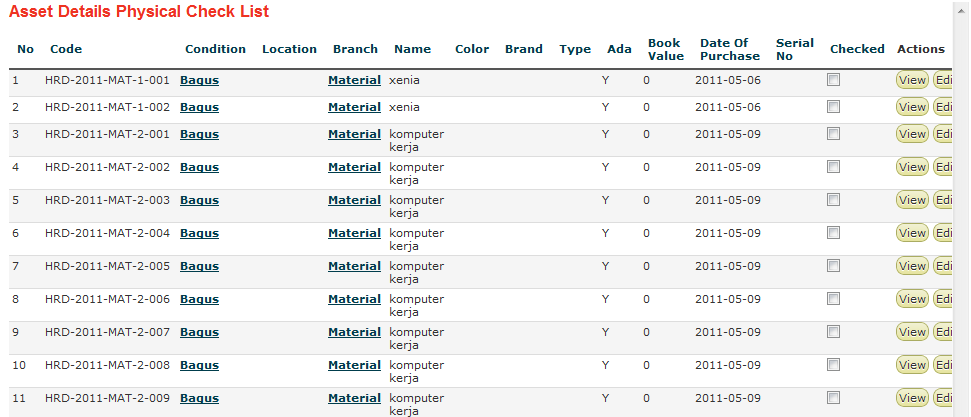 Asset Details Physical Check List
No Code Condition Location Branch Name Color Brand Type Ada Book Value Date Of Purchase Serial No Checked Actions
1 HRD-2011-MAT-1-001 Bagus Material xenia Y 0 2011-05-06 View Edi
2 HRD-2011-MAT-1-002 Bagus Material xenia Y 0 2011-05-06 View Edi
3 HRD-2011-MAT-2-001 Bagus Material komputer kerja Y 0 2011-05-09 View Edi
4 HRD-2011-MAT-2-002 Bagus Material komputer kerja Y 0 2011-05-09 View Edi
5 HRD-2011-MAT-2-003 Bagus Material komputer kerja Y 0 2011-05-09 View Edi
6 HRD-2011-MAT-2-004 Bagus Material komputer kerja Y 0 2011-05-09 View Edi
7 HRD-2011-MAT-2-005 Bagus Material komputer kerja Y 0 2011-05-09 View Edi
8 HRD-2011-MAT-2-006 Bagus Material komputer kerja Y 0 2011-05-09 View Edi
9 HRD-2011-MAT-2-007 Bagus Material komputer kerja Y 0 2011-05-09 View Edi
10 HRD-2011-MAT-2-008 Bagus Material komputer kerja Y 0 2011-05-09 View Edi
11 HRD-2011-MAT-2-009 Bagus Material komputer kerja Y 0 2011-05-09 View Edi